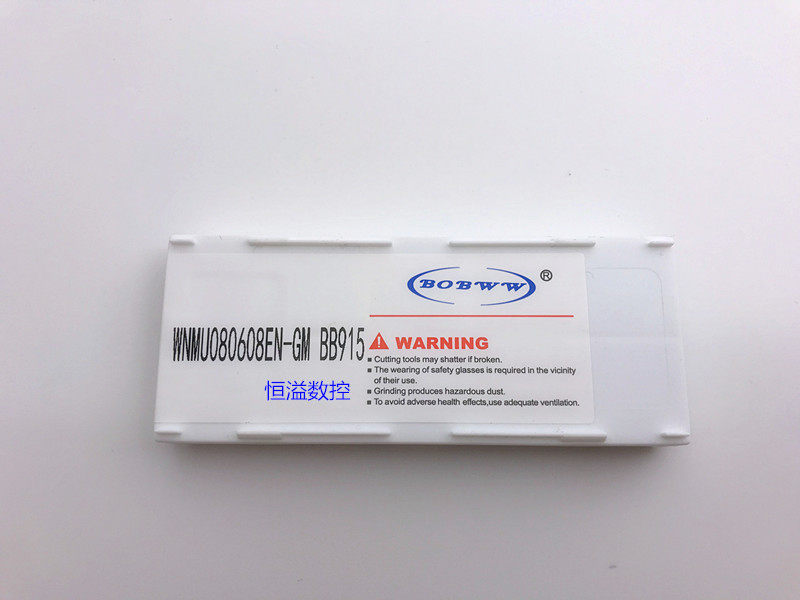 BOBWW®
WNMU080608EN-GM BB915
恒溢数控
WARNING
Cutting tools may shatter if broken.
The wearing of safety glasses is required in the vicinity
of their use.
Grinding produces hazardous dust.
To avoid adverse health effects,use adequate ventilation.